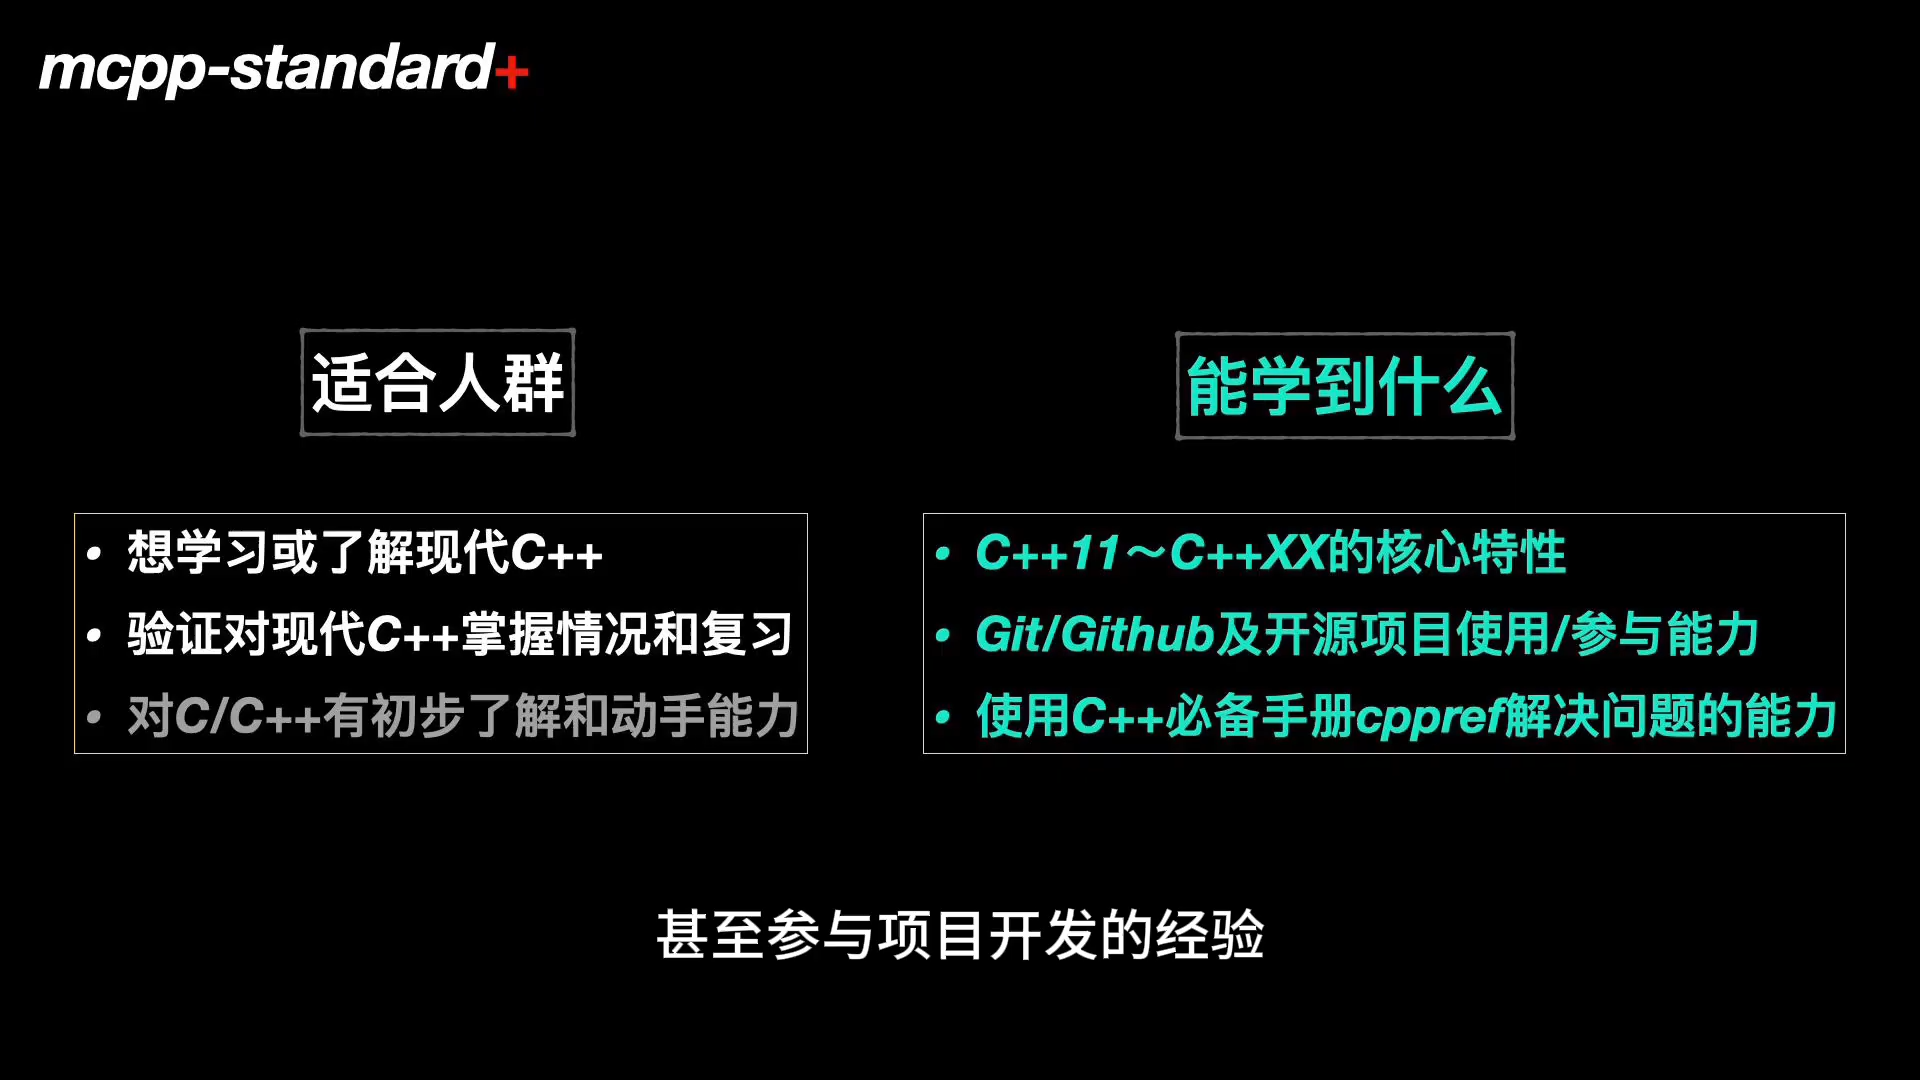 mcpp-standard+
适合人群
• 想学习或了解现代C++
• 验证对现代C++掌握情况和复习
• 对C/C++有初步了解和动手能力
能学到什么
• C++11～C++XX的核心特性
• Git/Github及开源项目使用/参与能力
• 使用C++必备手册cppref解决问题的能力
甚至参与项目开发的经验